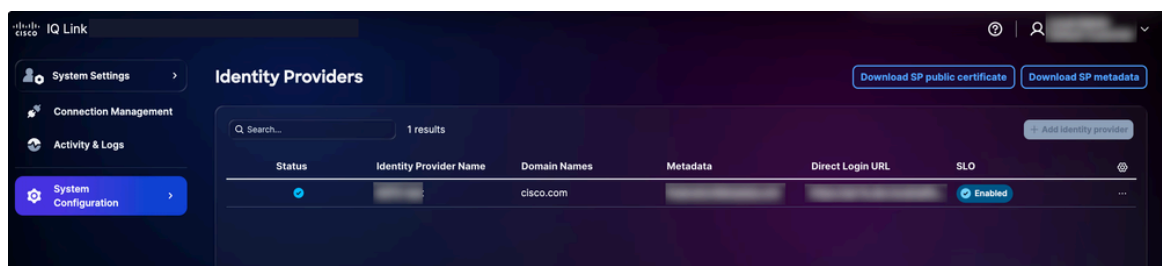 CISCO IQ Link
System Settings
Connection Management
Activity & Logs
System
Configuration
Identity Providers
Download SP public certificate
Download SP metadata
Search...
1 results
+ Add identity provider
Status Identity Provider Name Domain Names Metadata Direct Login URL SLO
cisco.com Enabled